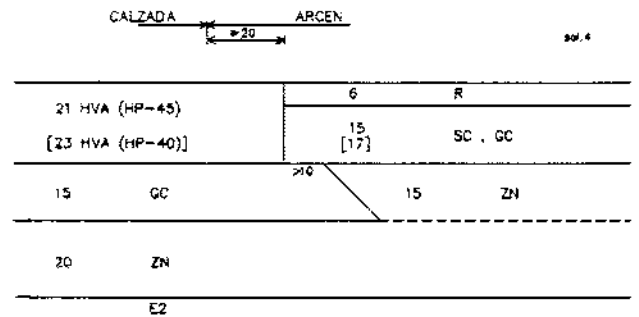 CALZADA ARCEN
≥20
sol.4
6 R
21 HVA (HP-45)
15 SC , GC
[23 HVA (HP-40)]
[17]
>10
15 GC
15 ZN
20 ZN
E2